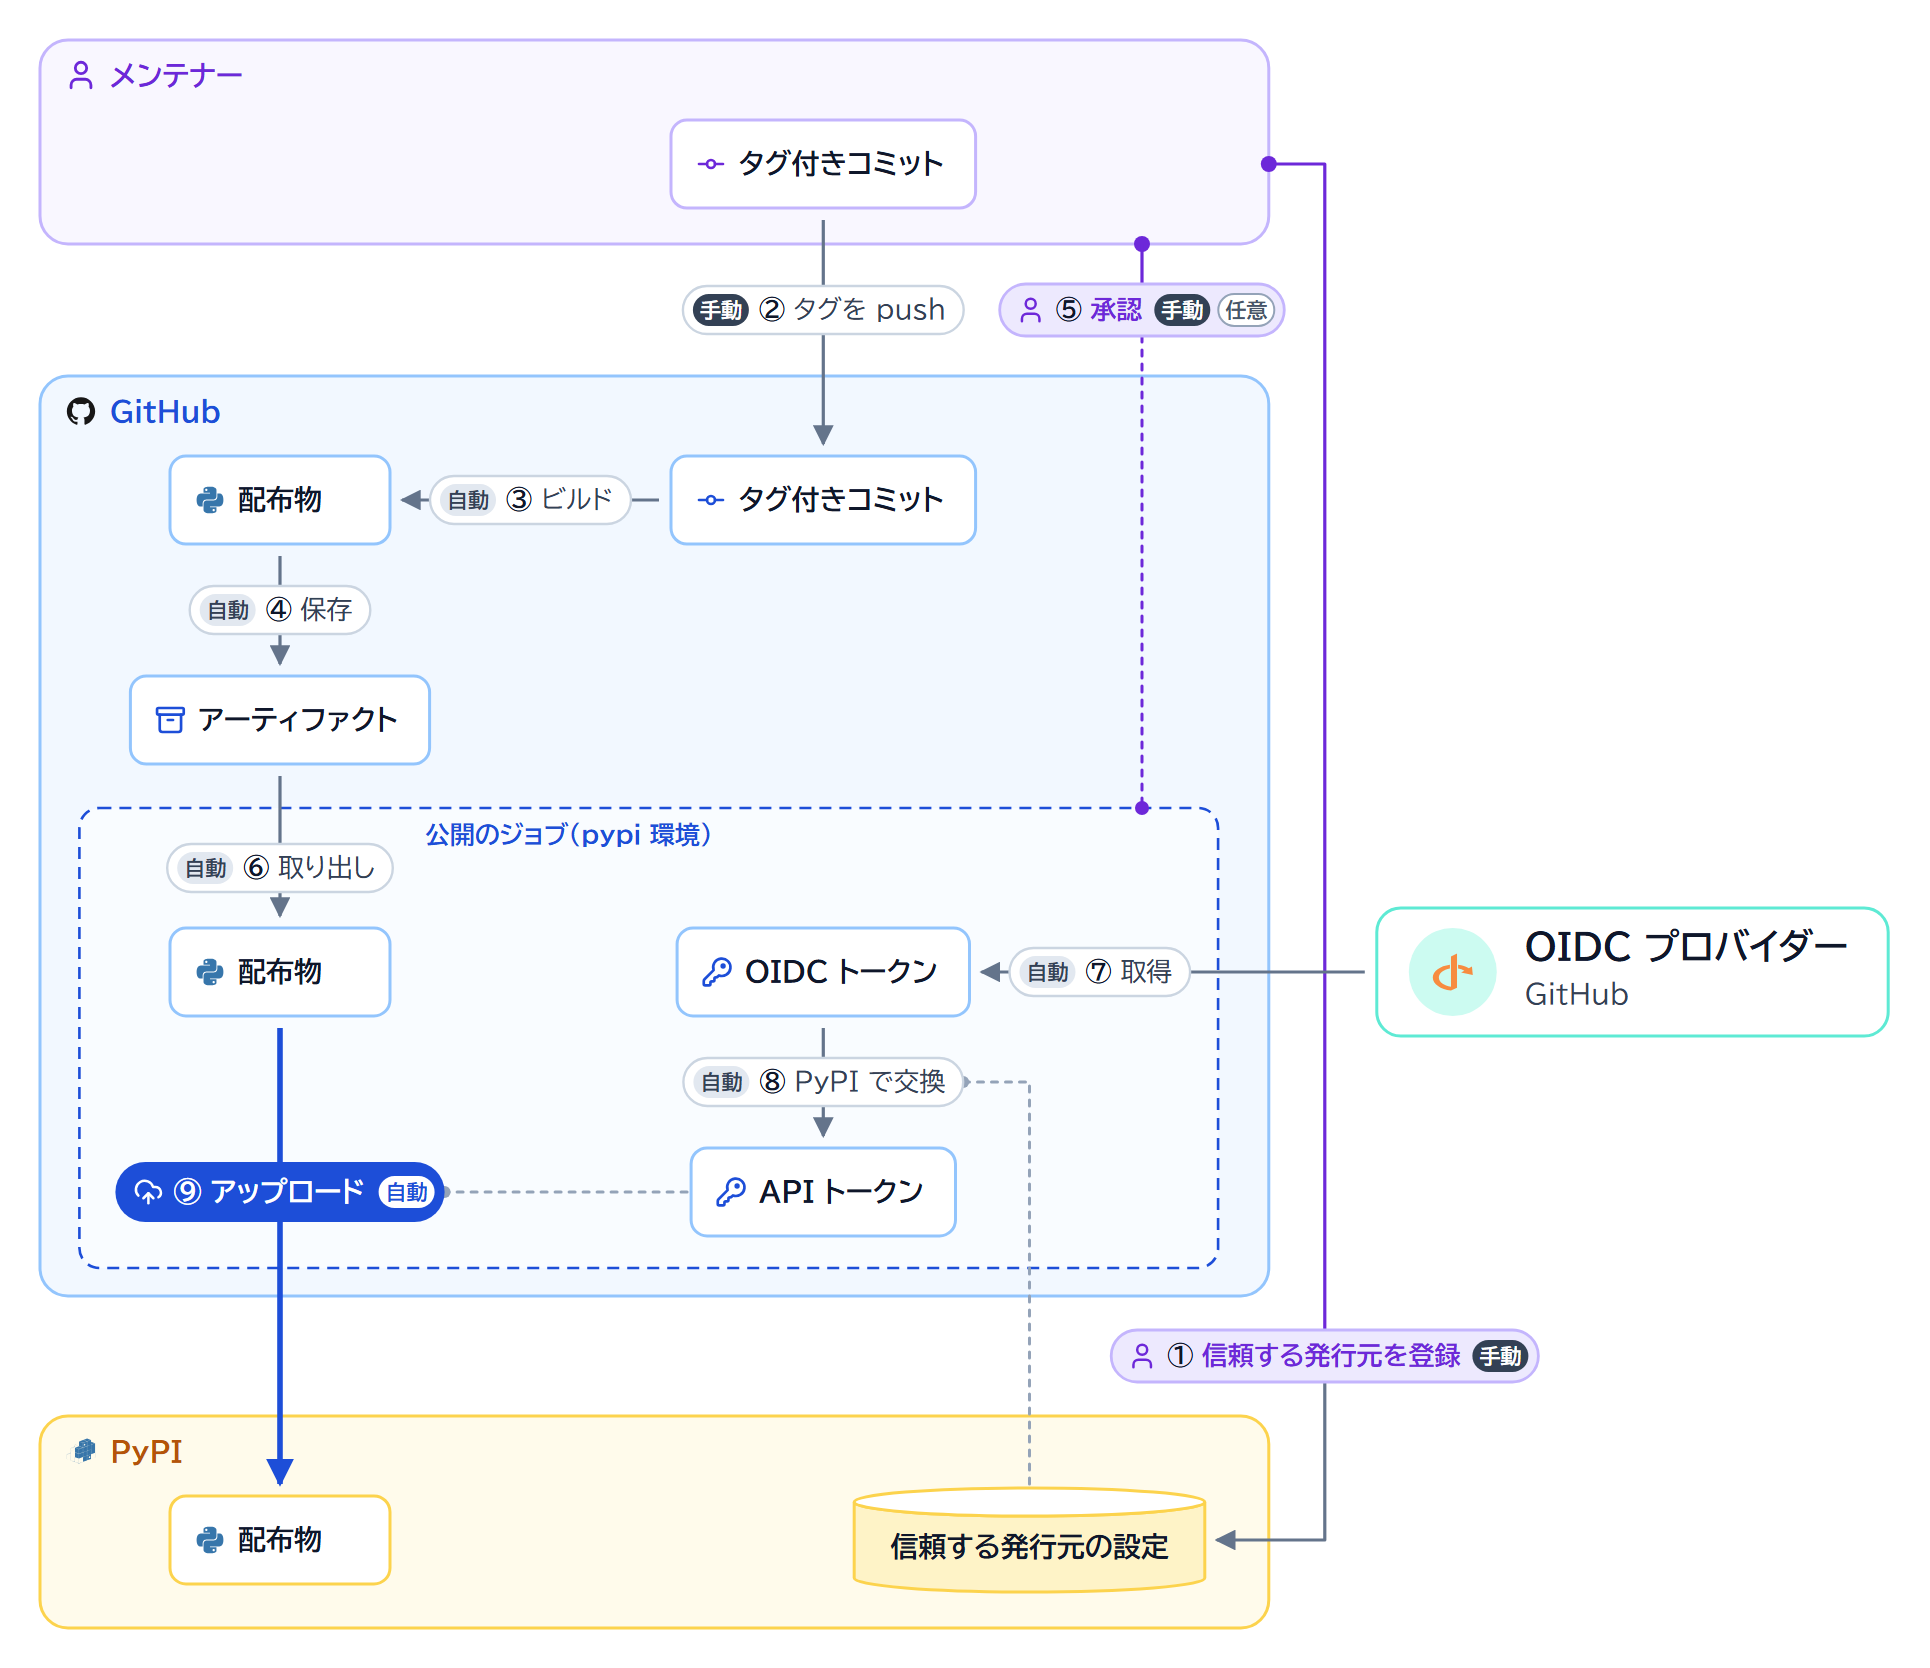 メンテナー
タグ付きコミット
手動 ② タグを push
⑤ 承認 手動 任意
GitHub
配布物
自動 ③ ビルド
タグ付きコミット
自動 ④ 保存
アーティファクト
公開のジョブ（pypi 環境）
自動 ⑥ 取り出し
配布物
OIDC トークン
自動 ⑦ 取得
OIDC プロバイダー
GitHub
自動 ⑧ PyPI で交換
⑨ アップロード 自動
API トークン
① 信頼する発行元を登録 手動
PyPI
配布物
信頼する発行元の設定